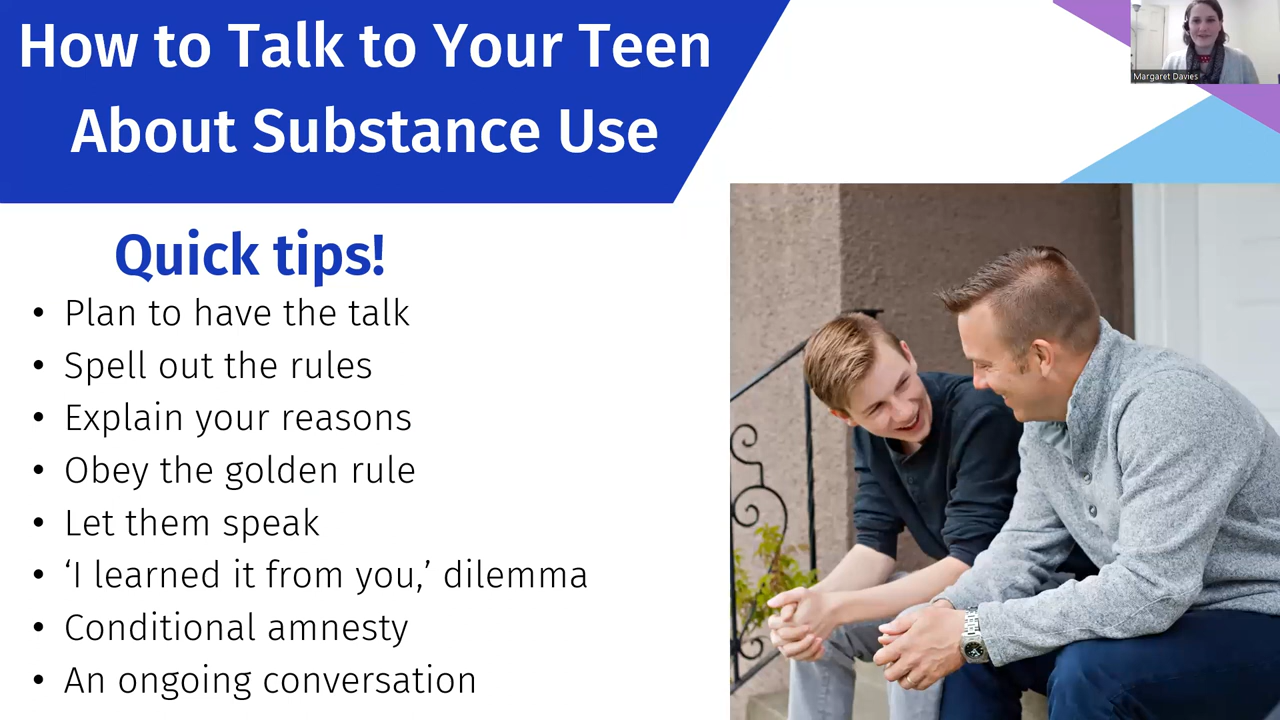 How to Talk to Your Teen
About Substance Use
Margaret Davies
Quick tips!
• Plan to have the talk
• Spell out the rules
• Explain your reasons
• Obey the golden rule
• Let them speak
• ‘I learned it from you,’ dilemma
• Conditional amnesty
• An ongoing conversation